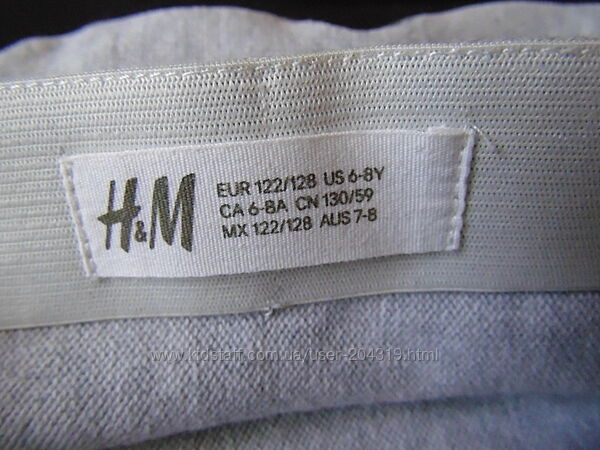 H&M
EUR 122/128 US 6-8Y
CA 6-8A CN 130/59
MX 122/128 AUS 7-8
www.kidstaff.com.ua/user-204319.html